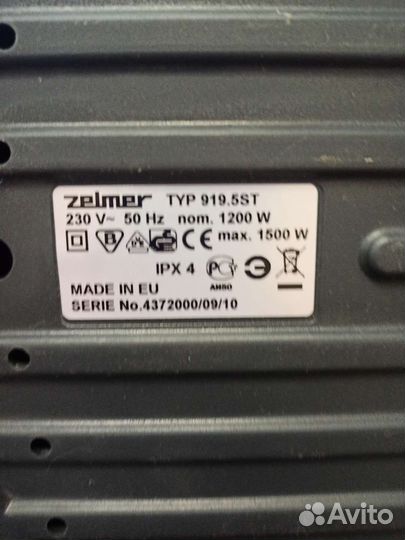 zelmer TYP 919.5ST
230 V~ 50 Hz nom. 1200 W
B CE max. 1500 W
IPX 4
MADE IN EU
SERIE No.4372000/09/10
Avito